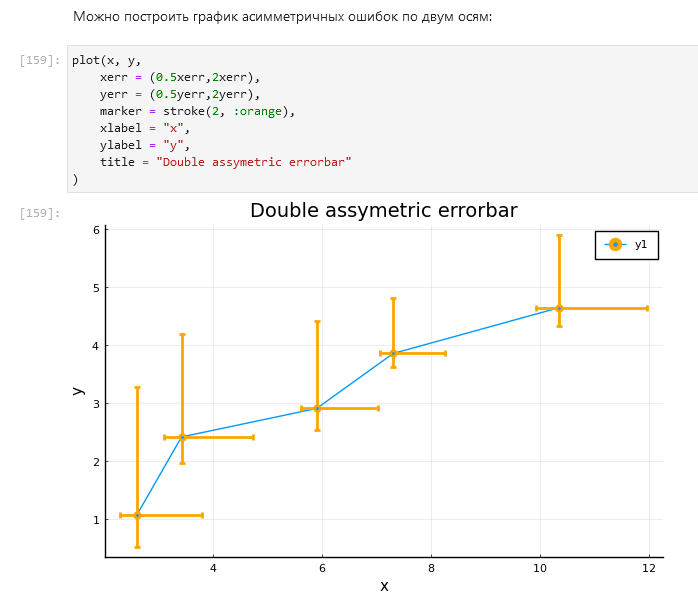 Можно построить график асимметричных ошибок по двум осям:
[159]:
plot(x, y,
    xerr = (0.5xerr,2xerr),
    yerr = (0.5yerr,2yerr),
    marker = stroke(2, :orange),
    xlabel = "x",
    ylabel = "y",
    title = "Double assymetric errorbar"
)
[159]:
Double assymetric errorbar
y1
6
5
4
3
2
1
y
4 6 8 10 12
x